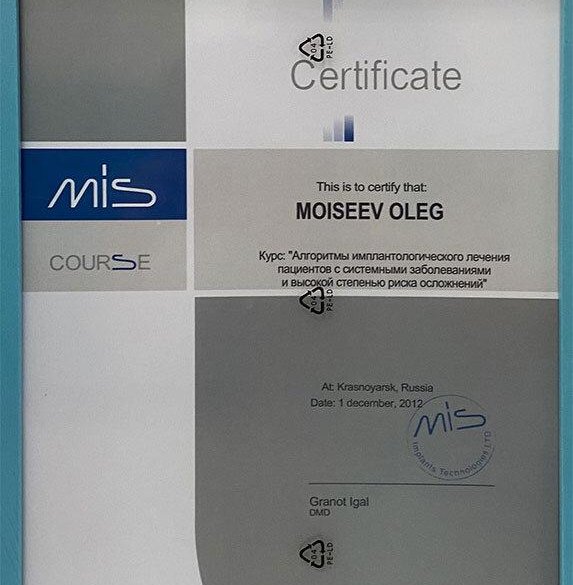 04
PE-LD
Certificate
mis
COURSE
This is to certify that:
MOISEEV OLEG
Курс: "Алгоритмы имплантологического лечения
пациентов с системными заболеваниями
и высокой степенью риска осложнений"
04
PE-LD
At: Krasnoyarsk, Russia
Date: 1 december, 2012
mis
Implants Technologies LTD
Granot Igal
DMD
04
PE-LD